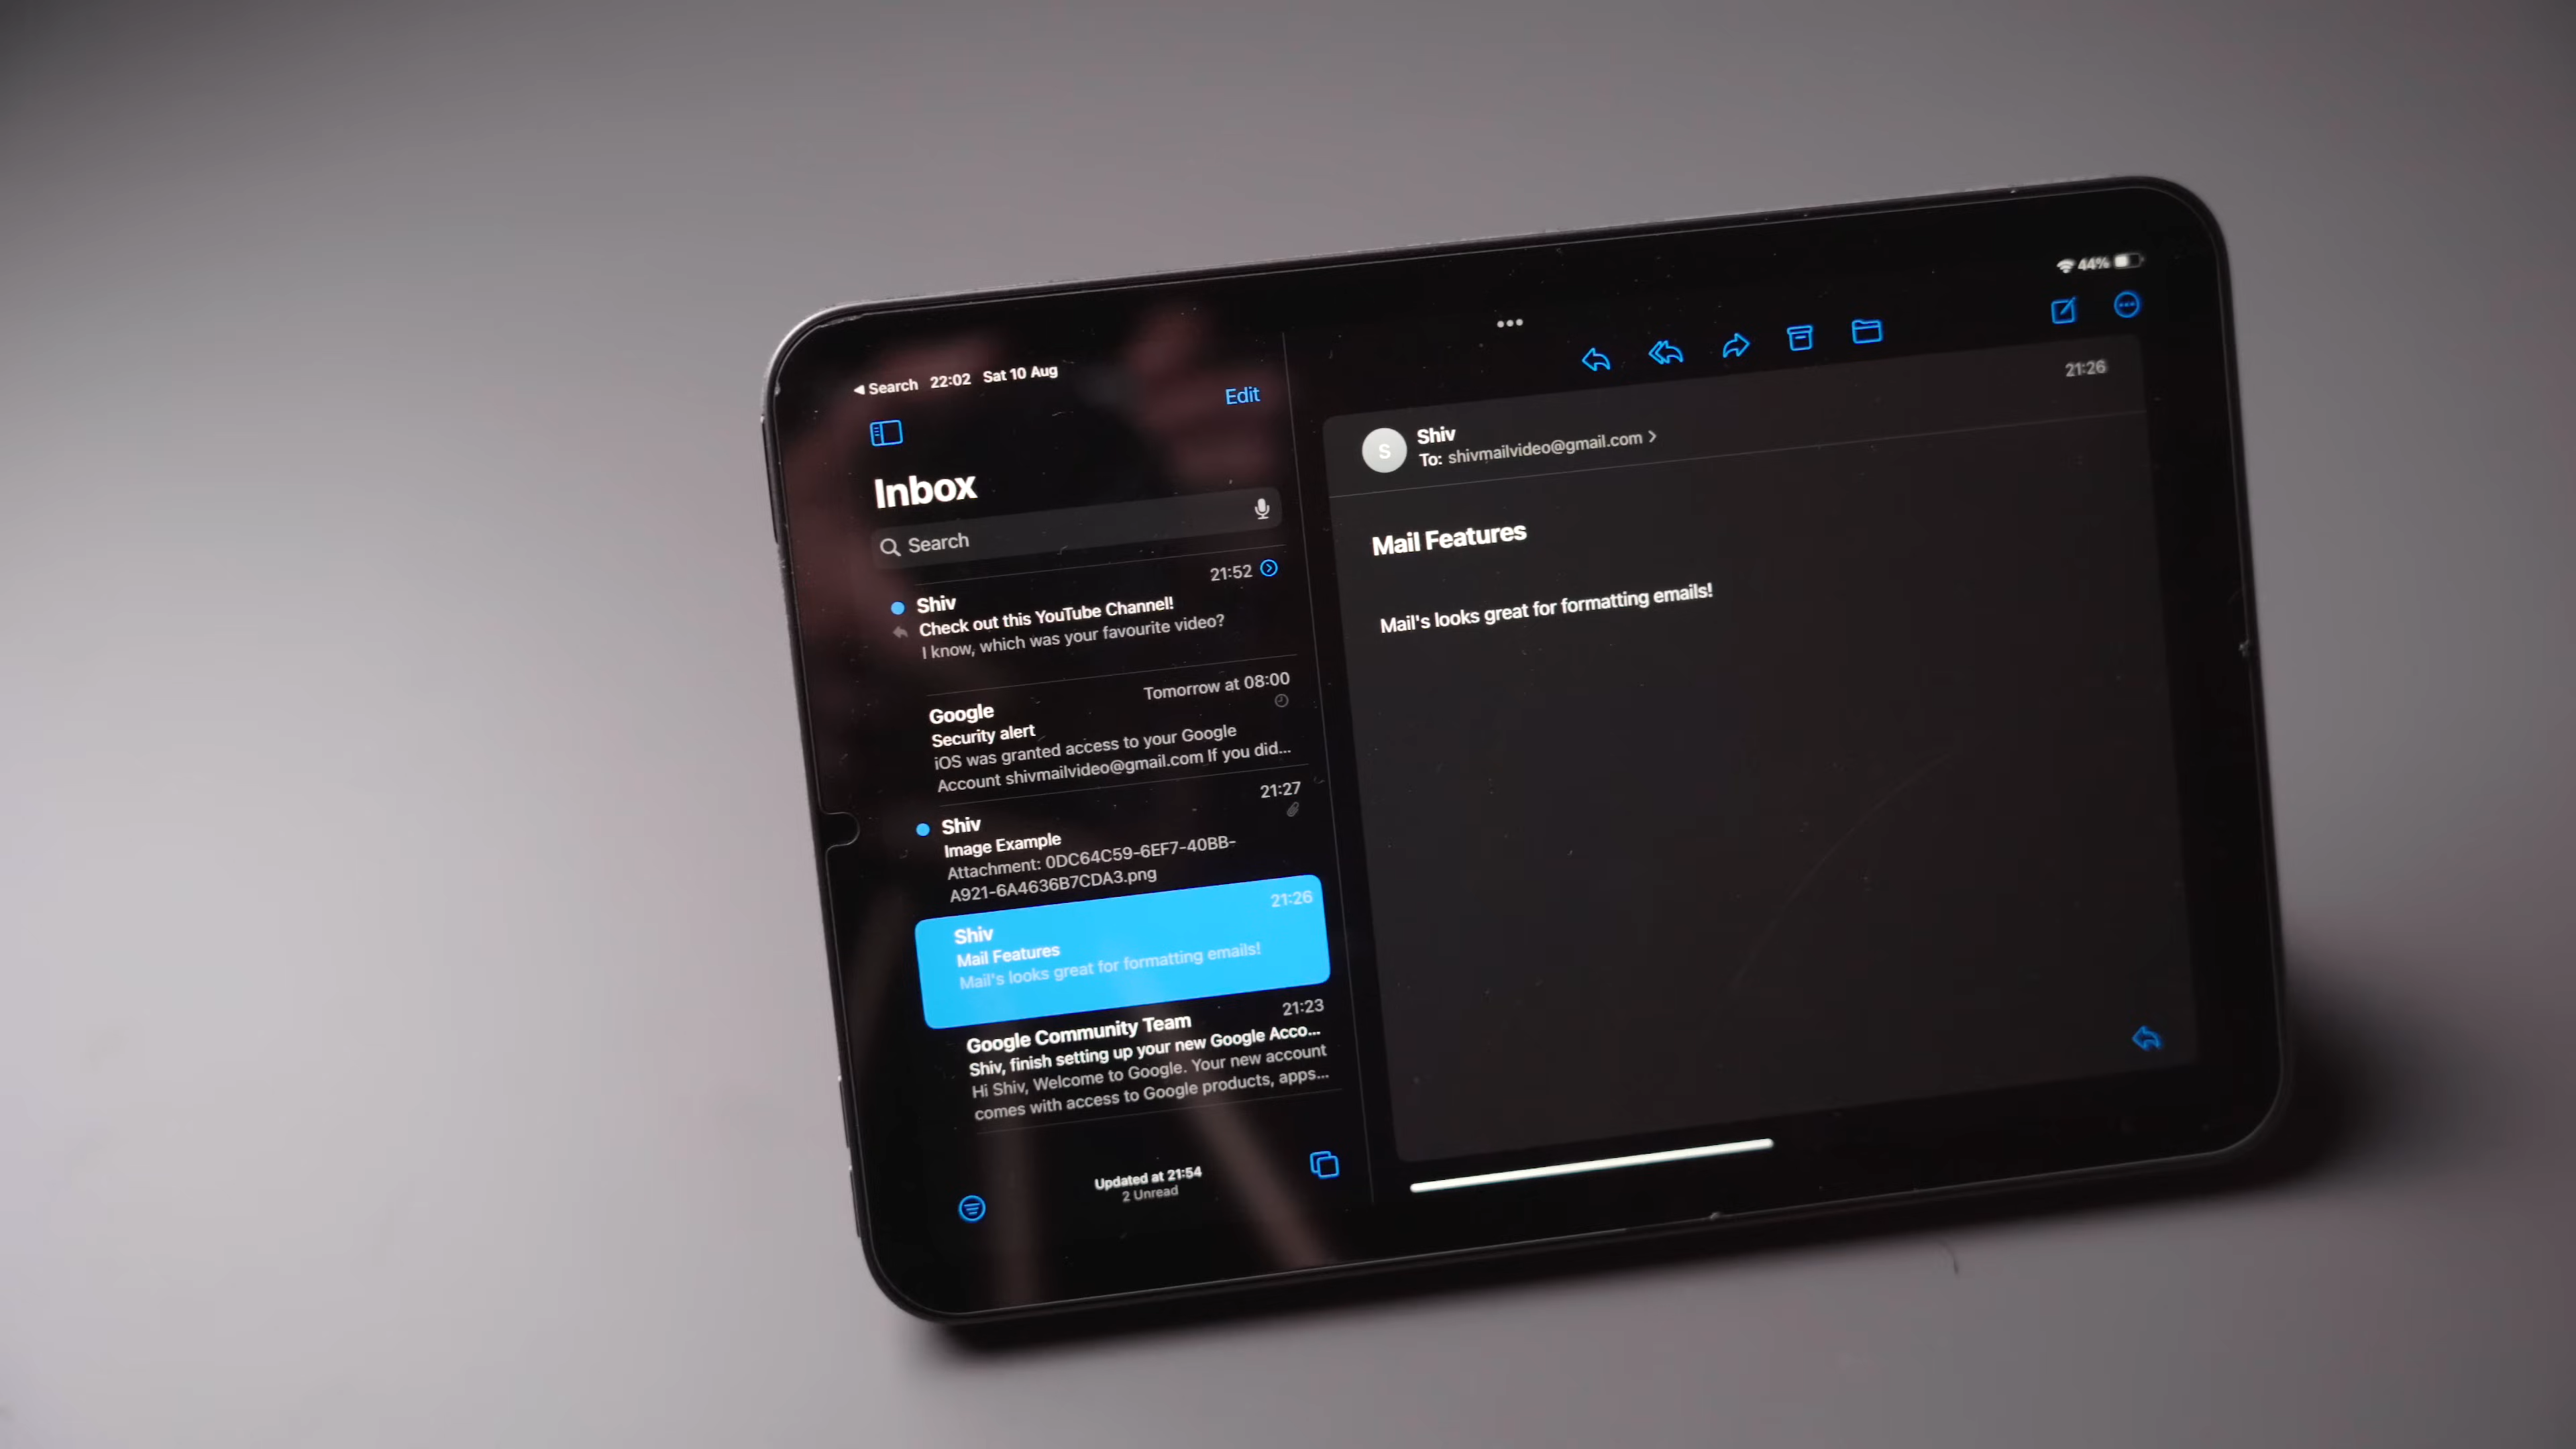 Search 22:02 Sat 10 Aug
44%
Edit
Inbox
Search
21:52
Shiv
Check out this YouTube Channel!
I know, which was your favourite video?
Tomorrow at 08:00
Google
Security alert
iOS was granted access to your Google
Account shivmailvideo@gmail.com If you did...
21:27
Shiv
Image Example
Attachment: 0DC64C59-6EF7-40BB-
A921-6A4636B7CDA3.png
21:26
Shiv
Mail Features
Mail's looks great for formatting emails!
21:23
Google Community Team
Shiv, finish setting up your new Google Acco...
Hi Shiv, Welcome to Google. Your new account
comes with access to Google products, apps...
Updated at 21:54
2 Unread
21:26
S
Shiv
To: shivmailvideo@gmail.com
Mail Features
Mail's looks great for formatting emails!